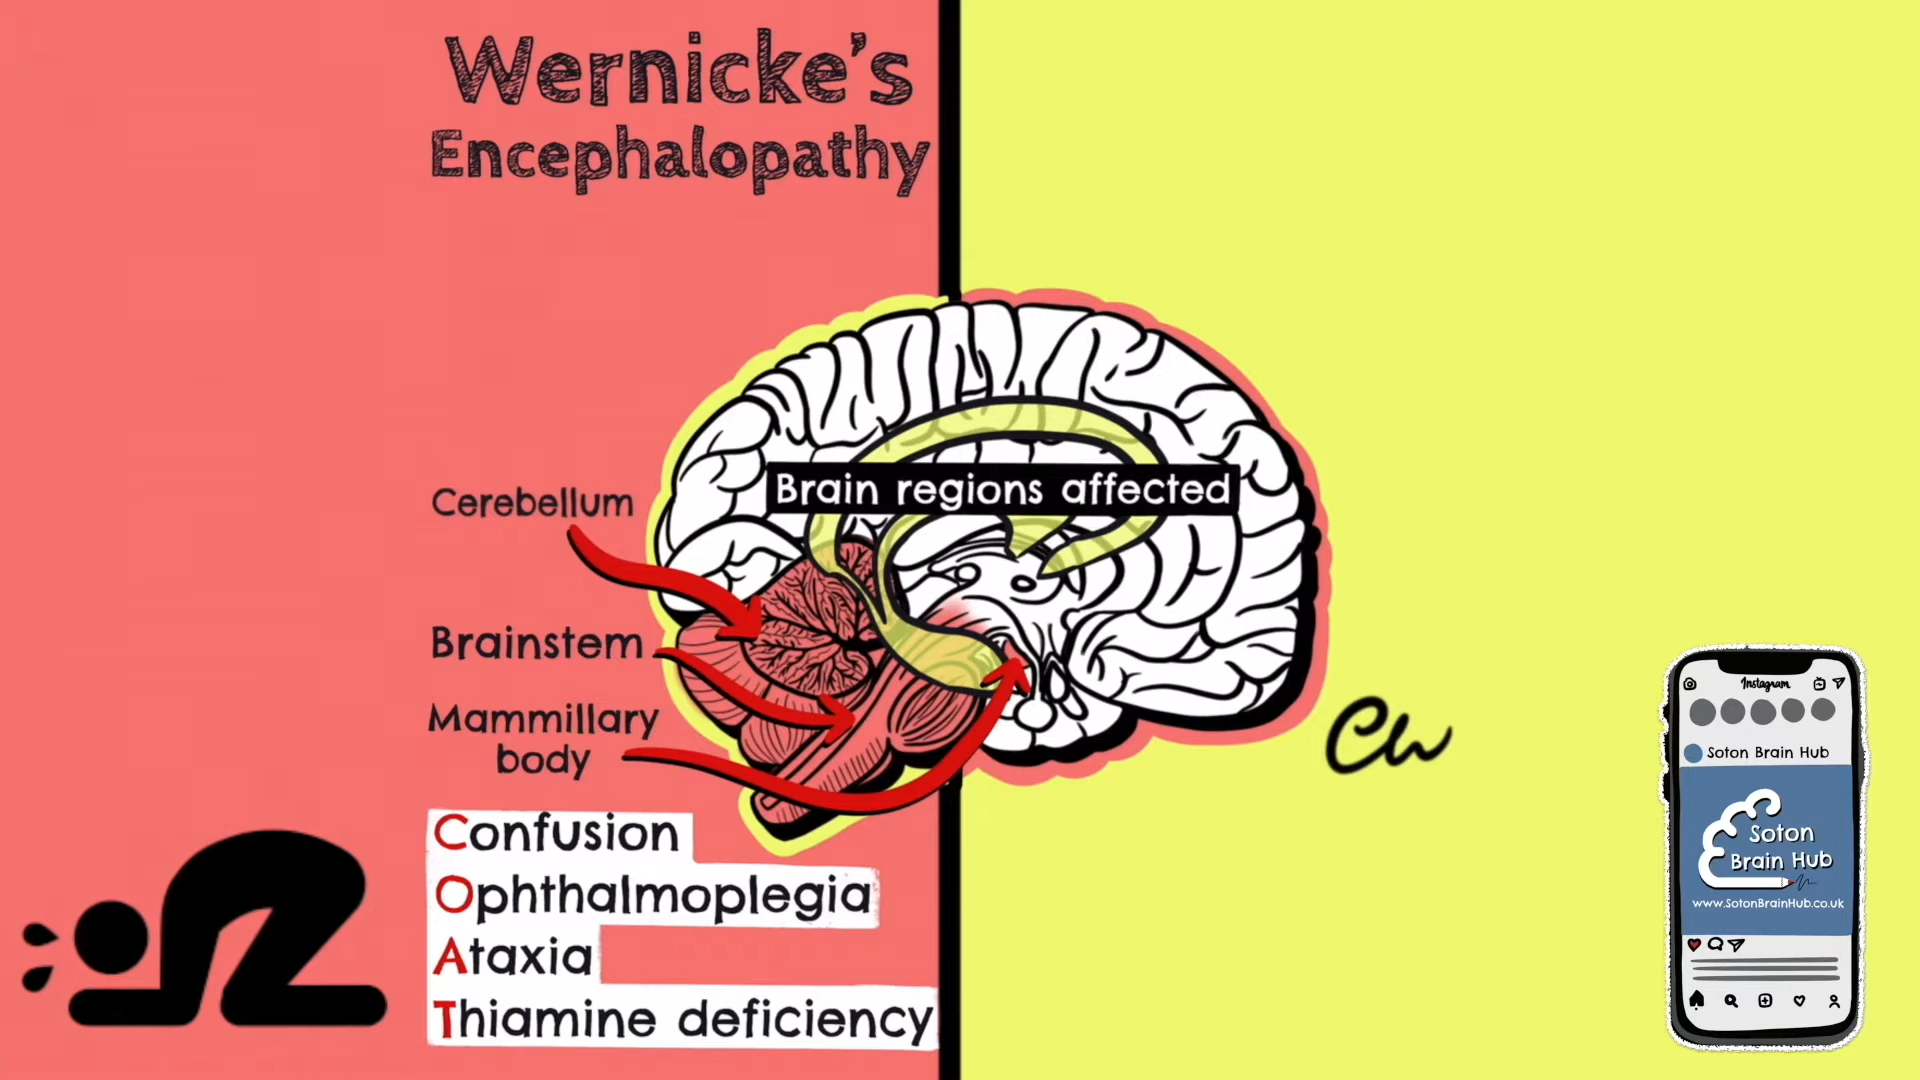 Wernicke's
Encephalopathy
Brain regions affected
Cerebellum
Brainstem
Mammillary
body
Confusion
Ophthalmoplegia
Ataxia
Thiamine deficiency
Instagram
Soton Brain Hub
Soton
Brain Hub
www.SotonBrainHub.co.uk